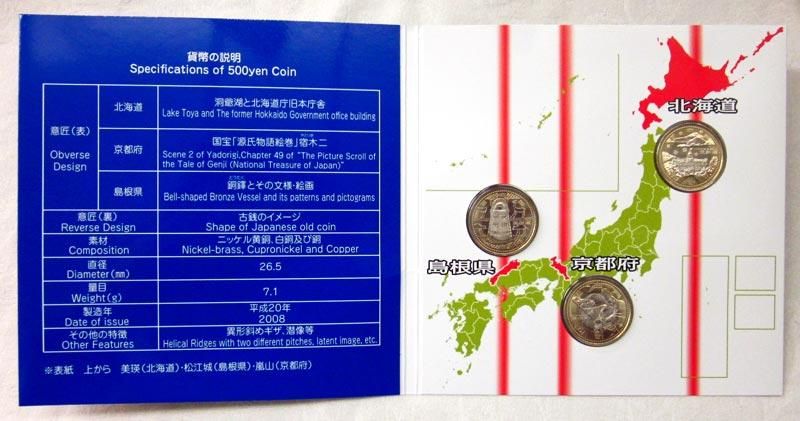 貨幣の説明
Specifications of 500yen Coin
意匠(表)
Obverse
Design
北海道
洞爺湖と北海道庁旧本庁舎
Lake Toya and The former Hokkaido Government office building
京都府
国宝「源氏物語絵巻」宿木二
Scene 2 of Yadorigi,Chapter 49 of "The Picture Scroll of
the Tale of Genji (National Treasure of Japan)"
島根県
銅鐸とその文様・絵画
Bell-shaped Bronze Vessel and its patterns and pictograms
意匠(裏)
Reverse Design
古銭のイメージ
Shape of Japanese old coin
素材
Composition
ニッケル黄銅、白銅及び銅
Nickel-brass, Cupronickel and Copper
直径
Diameter(mm)
26.5
量目
Weight(g)
7.1
製造年
Date of issue
平成20年
2008
その他の特徴
Other Features
異形斜めギザ、潜像等
Helical Ridges with two different pitches, latent image, etc.
※表紙 上から 美瑛(北海道)・松江城(島根県)・嵐山(京都府)
北海道
島根県
京都府